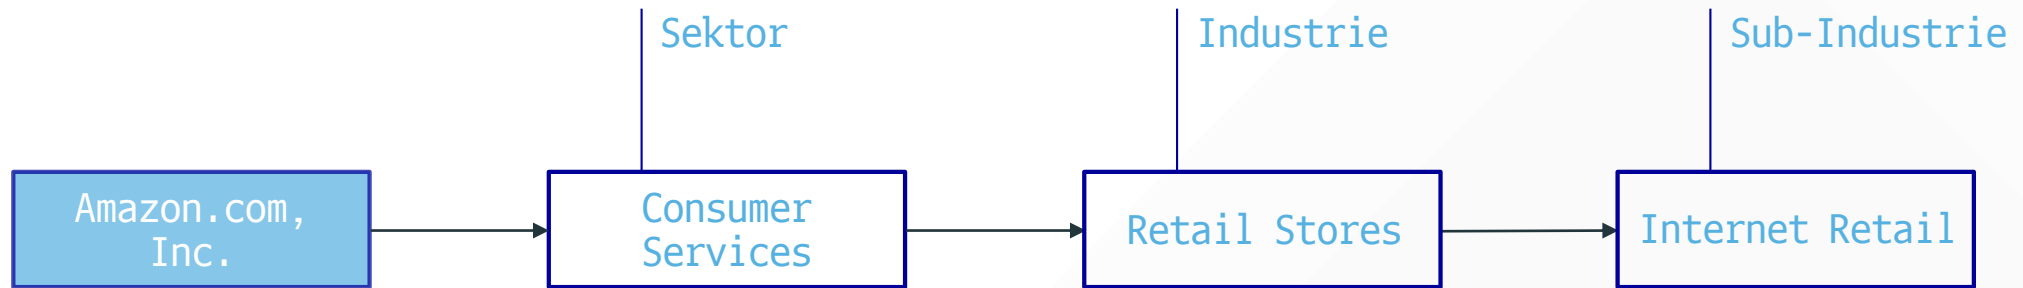 Sektor
Industrie
Sub-Industrie
Amazon.com,
Inc.
Consumer
Services
Retail Stores
Internet Retail